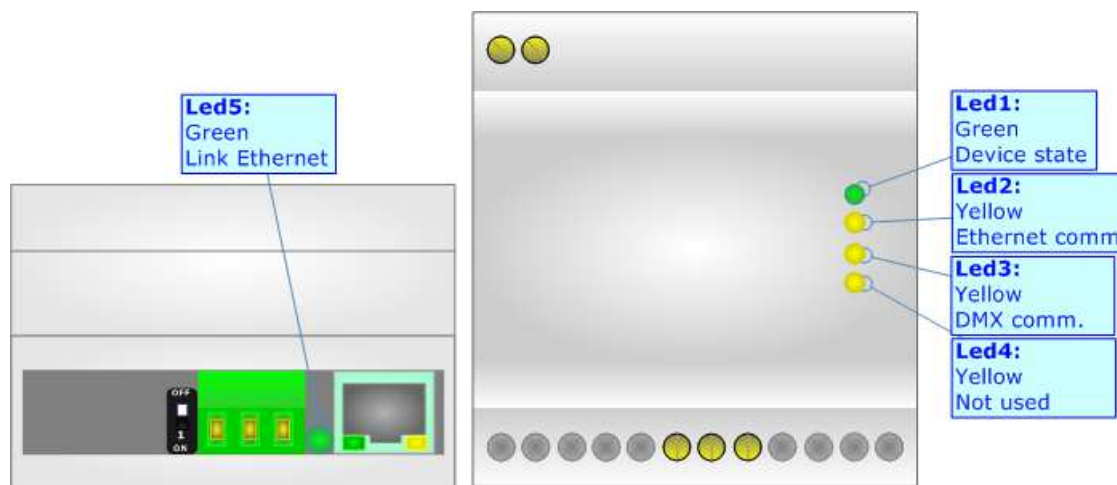 Led5:
Green
Link Ethernet
Led1:
Green
Device state
Led2:
Yellow
Ethernet comm
Led3:
Yellow
DMX comm.
Led4:
Yellow
Not used
OFF
1
ON